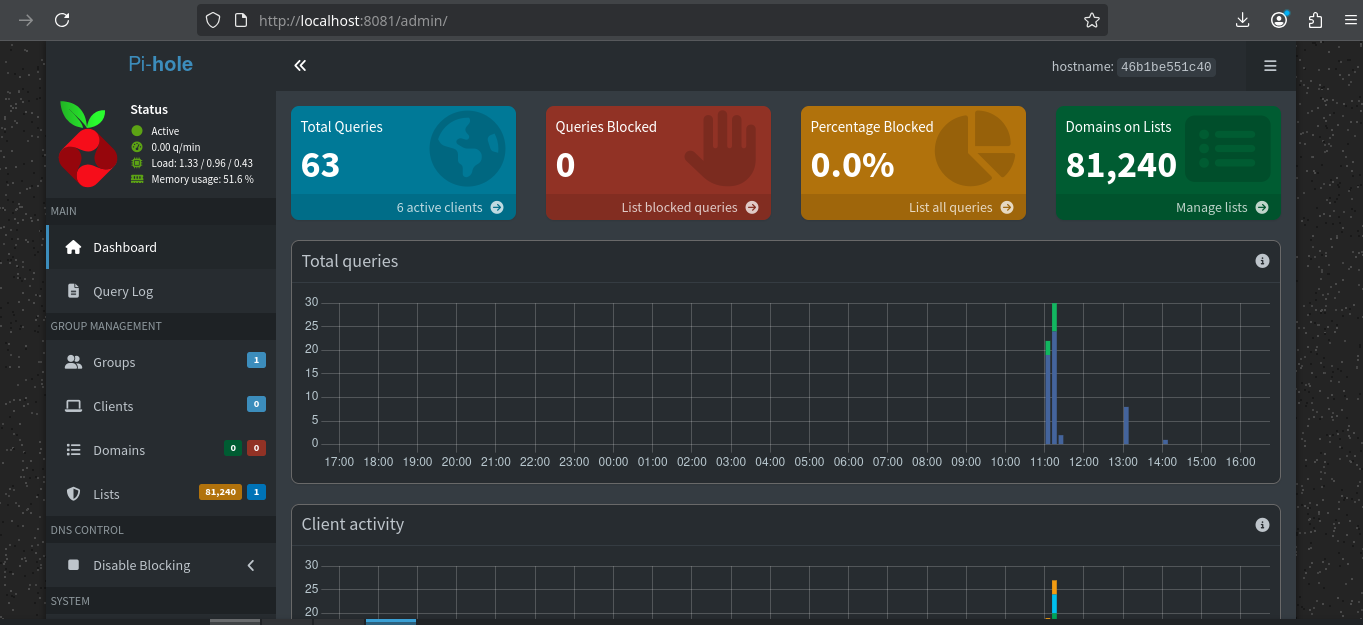 http://localhost:8081/admin/
Pi-hole
hostname: 46b1be551c40
Status
Active
0.00 q/min
Load: 1.33 / 0.96 / 0.43
Memory usage: 51.6 %
MAIN
Dashboard
Query Log
GROUP MANAGEMENT
Groups 1
Clients 0
Domains 0 0
Lists 81,240 1
DNS CONTROL
Disable Blocking
SYSTEM
Total Queries
63
6 active clients
Queries Blocked
0
List blocked queries
Percentage Blocked
0.0%
List all queries
Domains on Lists
81,240
Manage lists
Total queries
30
25
20
15
10
5
0
17:00 18:00 19:00 20:00 21:00 22:00 23:00 00:00 01:00 02:00 03:00 04:00 05:00 06:00 07:00 08:00 09:00 10:00 11:00 12:00 13:00 14:00 15:00 16:00
Client activity
30
25
20